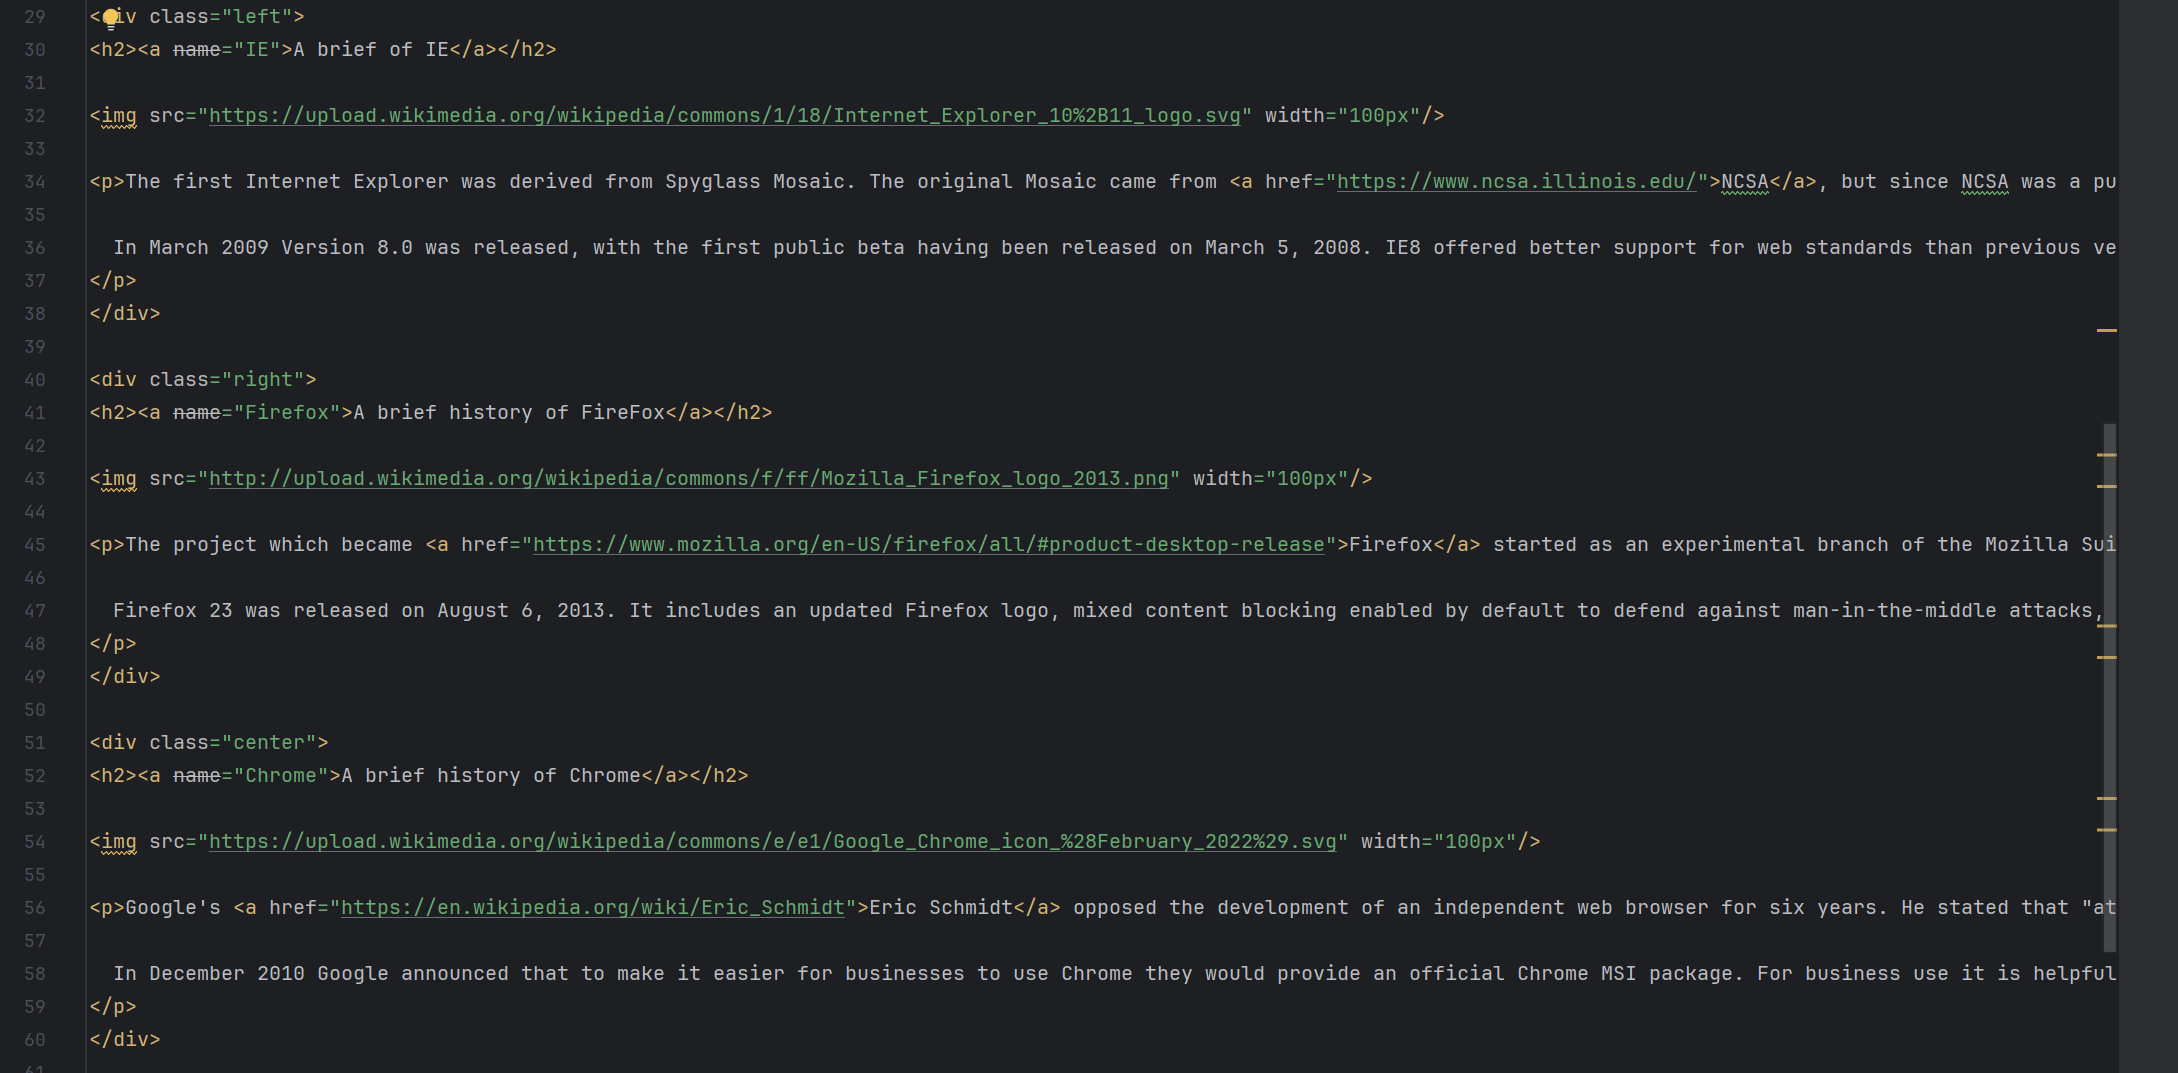 29 <div class="left">
30 <h2><a name="IE">A brief of IE</a></h2>
31
32 <img src="https://upload.wikimedia.org/wikipedia/commons/1/18/Internet_Explorer_10%2B11_logo.svg" width="100px"/>
33
34 <p>The first Internet Explorer was derived from Spyglass Mosaic. The original Mosaic came from <a href="https://www.ncsa.illinois.edu/">NCSA</a>, but since NCSA was a pu
35
36 In March 2009 Version 8.0 was released, with the first public beta having been released on March 5, 2008. IE8 offered better support for web standards than previous ve
37 </p>
38 </div>
39
40 <div class="right">
41 <h2><a name="Firefox">A brief history of FireFox</a></h2>
42
43 <img src="http://upload.wikimedia.org/wikipedia/commons/f/ff/Mozilla_Firefox_logo_2013.png" width="100px"/>
44
45 <p>The project which became <a href="https://www.mozilla.org/en-US/firefox/all/#product-desktop-release">Firefox</a> started as an experimental branch of the Mozilla Sui
46
47 Firefox 23 was released on August 6, 2013. It includes an updated Firefox logo, mixed content blocking enabled by default to defend against man-in-the-middle attacks,
48 </p>
49 </div>
50
51 <div class="center">
52 <h2><a name="Chrome">A brief history of Chrome</a></h2>
53
54 <img src="https://upload.wikimedia.org/wikipedia/commons/e/e1/Google_Chrome_icon_%28February_2022%29.svg" width="100px"/>
55
56 <p>Google's <a href="https://en.wikipedia.org/wiki/Eric_Schmidt">Eric Schmidt</a> opposed the development of an independent web browser for six years. He stated that "at
57
58 In December 2010 Google announced that to make it easier for businesses to use Chrome they would provide an official Chrome MSI package. For business use it is helpful
59 </p>
60 </div>
61